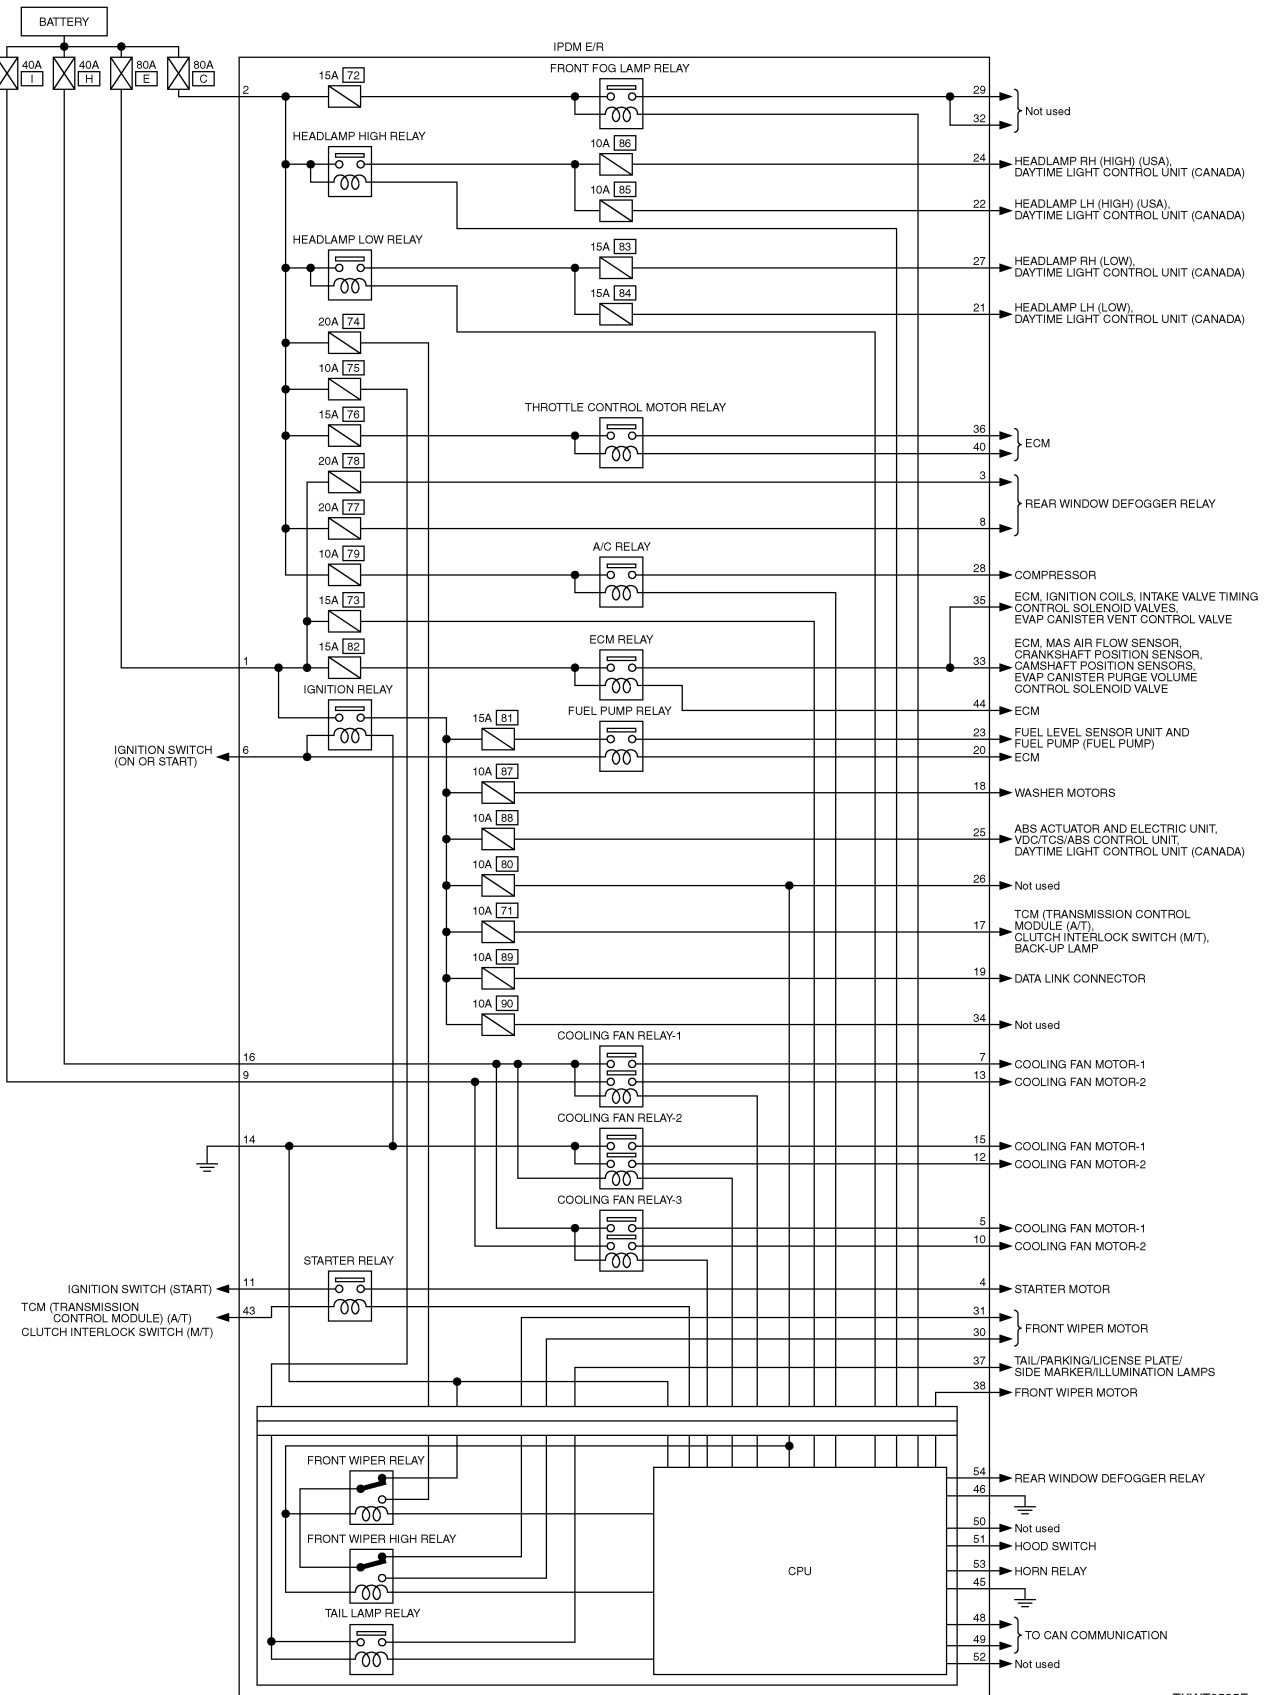 BATTERY
IPDM E/R
40A I
40A H
80A E
80A C
15A 72
FRONT FOG LAMP RELAY
2
29
32
Not used
HEADLAMP HIGH RELAY
10A 86
24
HEADLAMP RH (HIGH) (USA),
DAYTIME LIGHT CONTROL UNIT (CANADA)
10A 85
22
HEADLAMP LH (HIGH) (USA),
DAYTIME LIGHT CONTROL UNIT (CANADA)
HEADLAMP LOW RELAY
15A 83
27
HEADLAMP RH (LOW),
DAYTIME LIGHT CONTROL UNIT (CANADA)
15A 84
21
HEADLAMP LH (LOW),
DAYTIME LIGHT CONTROL UNIT (CANADA)
20A 74
10A 75
15A 76
THROTTLE CONTROL MOTOR RELAY
36
40
ECM
20A 78
3
20A 77
8
REAR WINDOW DEFOGGER RELAY
10A 79
A/C RELAY
28
COMPRESSOR
15A 73
35
ECM, IGNITION COILS, INTAKE VALVE TIMING
CONTROL SOLENOID VALVES,
EVAP CANISTER VENT CONTROL VALVE
1
15A 82
ECM RELAY
33
ECM, MAS AIR FLOW SENSOR,
CRANKSHAFT POSITION SENSOR,
CAMSHAFT POSITION SENSORS,
EVAP CANISTER PURGE VOLUME
CONTROL SOLENOID VALVE
IGNITION RELAY
44
ECM
15A 81
FUEL PUMP RELAY
23
FUEL LEVEL SENSOR UNIT AND
FUEL PUMP (FUEL PUMP)
IGNITION SWITCH
(ON OR START)
6
20
ECM
10A 87
18
WASHER MOTORS
10A 88
25
ABS ACTUATOR AND ELECTRIC UNIT,
VDC/TCS/ABS CONTROL UNIT,
DAYTIME LIGHT CONTROL UNIT (CANADA)
10A 80
26
Not used
10A 71
17
TCM (TRANSMISSION CONTROL
MODULE (A/T),
CLUTCH INTERLOCK SWITCH (M/T),
BACK-UP LAMP
10A 89
19
DATA LINK CONNECTOR
10A 90
34
Not used
COOLING FAN RELAY-1
16
7
COOLING FAN MOTOR-1
9
13
COOLING FAN MOTOR-2
COOLING FAN RELAY-2
14
15
COOLING FAN MOTOR-1
12
COOLING FAN MOTOR-2
COOLING FAN RELAY-3
5
COOLING FAN MOTOR-1
10
COOLING FAN MOTOR-2
STARTER RELAY
IGNITION SWITCH (START)
11
4
STARTER MOTOR
TCM (TRANSMISSION
CONTROL MODULE) (A/T)
CLUTCH INTERLOCK SWITCH (M/T)
43
31
30
FRONT WIPER MOTOR
37
TAIL/PARKING/LICENSE PLATE/
SIDE MARKER/ILLUMINATION LAMPS
38
FRONT WIPER MOTOR
FRONT WIPER RELAY
54
REAR WINDOW DEFOGGER RELAY
46
50
Not used
FRONT WIPER HIGH RELAY
51
HOOD SWITCH
CPU
53
HORN RELAY
45
TAIL LAMP RELAY
48
49
TO CAN COMMUNICATION
52
Not used